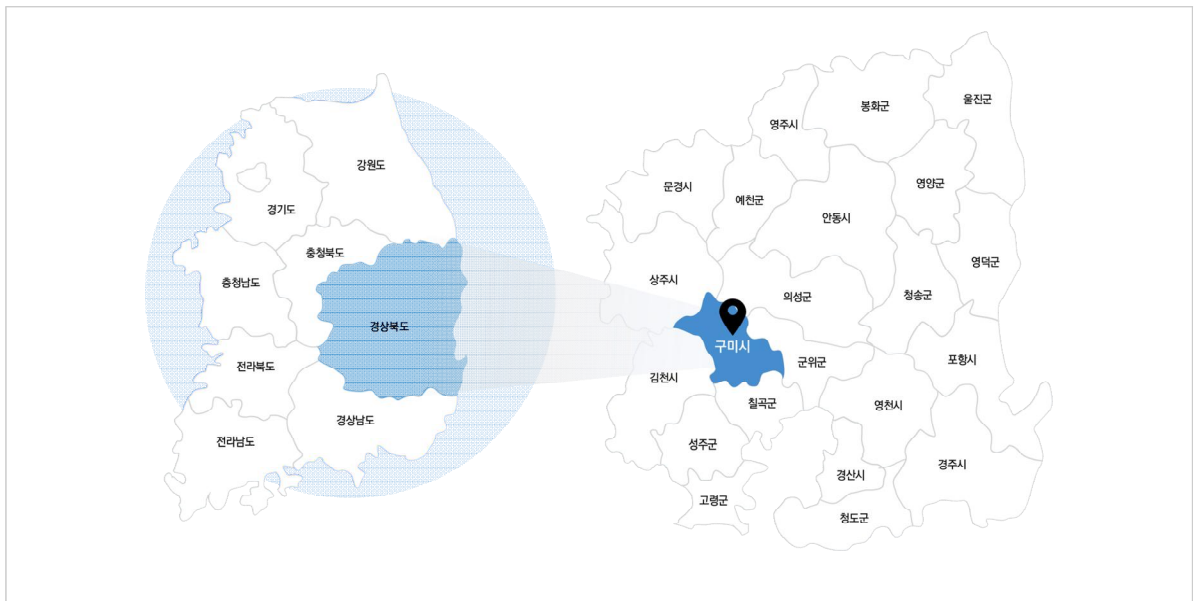 강원도
경기도
충청북도
충청남도
경상북도
전라북도
경상남도
전라남도
울진군
봉화군
영주시
영양군
문경시
예천군
안동시
영덕군
상주시
의성군
청송군
구미시
군위군
포항시
김천시
칠곡군
영천시
성주군
경주시
경산시
고령군
청도군